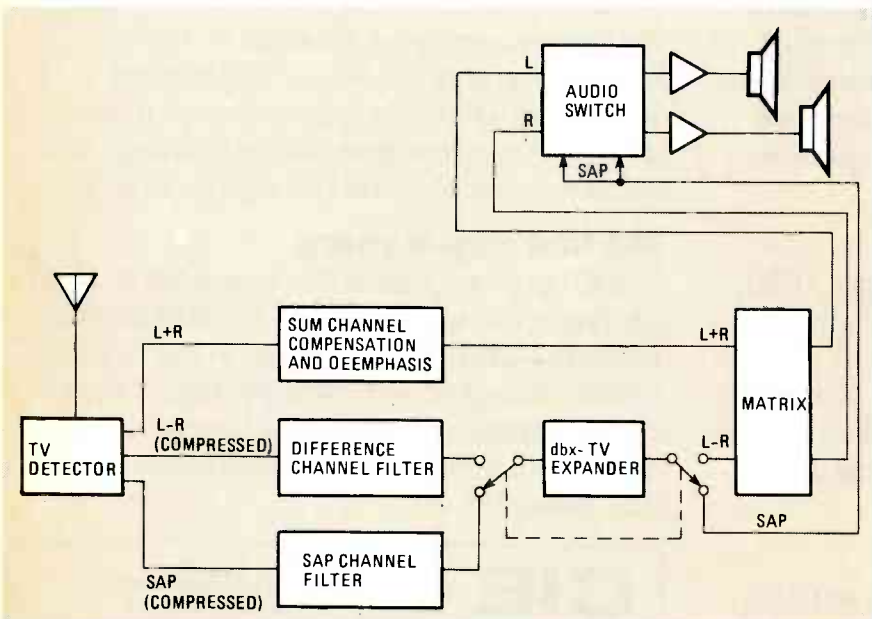 L
R
AUDIO
SWITCH
SAP
L+R
SUM CHANNEL
COMPENSATION
AND OEEMPHASIS
L+R
TV
DETECTOR
L-R
(COMPRESSED)
DIFFERENCE
CHANNEL FILTER
dbx-TV
EXPANDER
L-R
MATRIX
SAP
SAP
(COMPRESSED)
SAP CHANNEL
FILTER